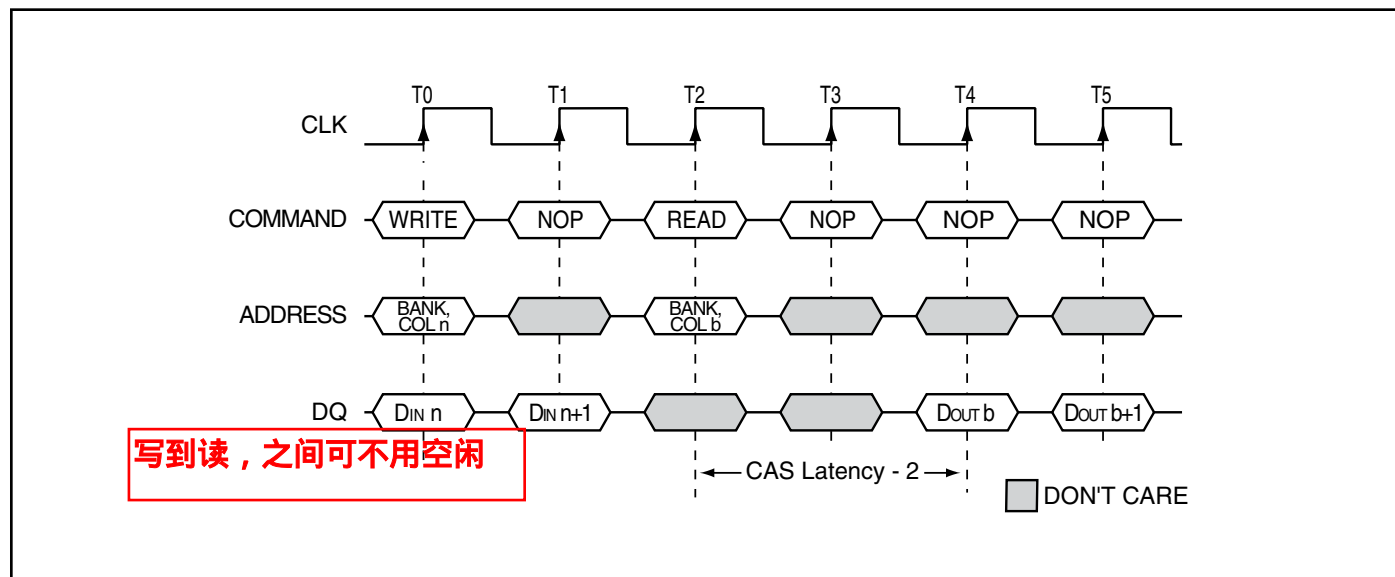 T0 T1 T2 T3 T4 T5
CLK
COMMAND WRITE NOP READ NOP NOP NOP
ADDRESS BANK, COL n BANK, COL b
DQ DIN n DIN n+1 DOUT b DOUT b+1
写到读，之间可不用空闲
CAS Latency - 2
DON'T CARE